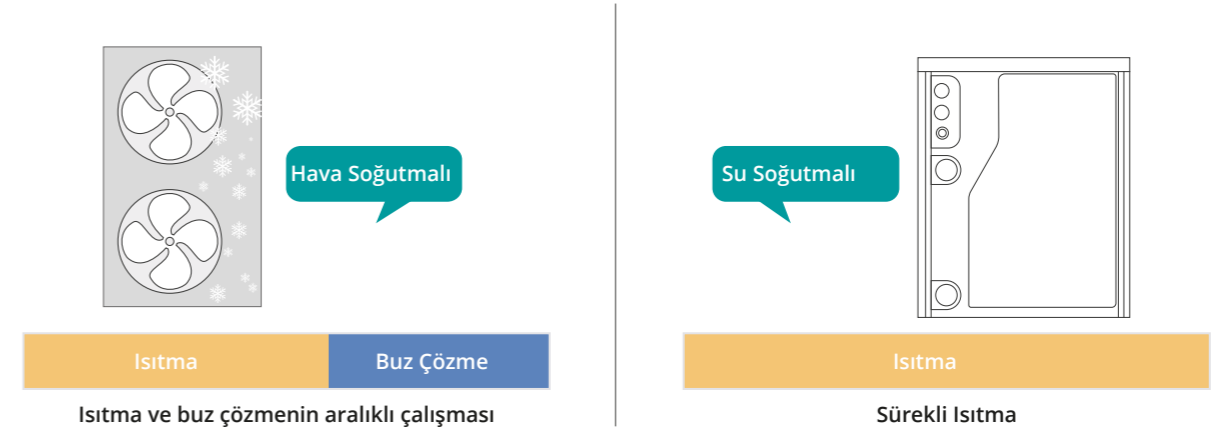 Hava Soğutmalı
Isıtma
Buz Çözme
Isıtma ve buz çözmenin aralıklı çalışması
Su Soğutmalı
Isıtma
Sürekli Isıtma